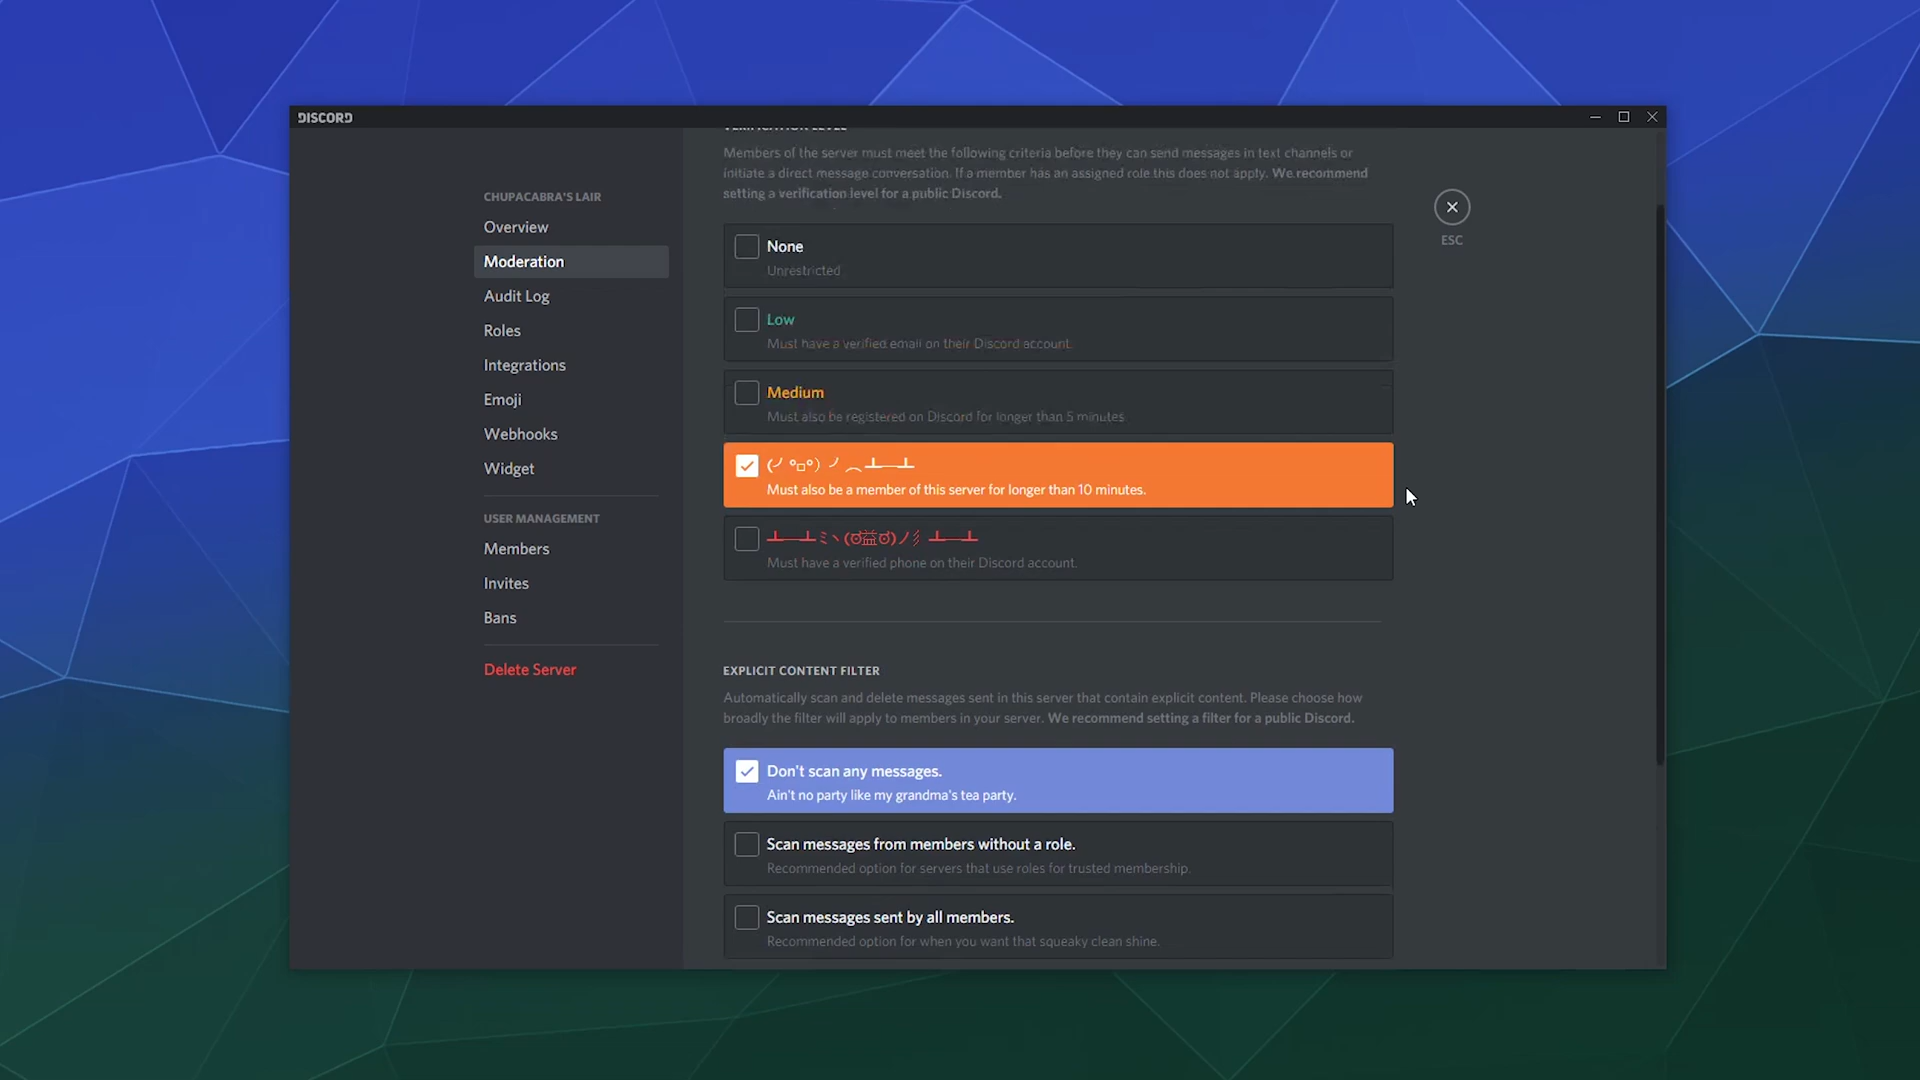 DISCORD
VERIFICATION LEVEL
Members of the server must meet the following criteria before they can send messages in text channels or
initiate a direct message conversation. If a member has an assigned role this does not apply. We recommend
setting a verification level for a public Discord.
CHUPACABRA'S LAIR
Overview
Moderation
Audit Log
Roles
Integrations
Emoji
Webhooks
Widget
USER MANAGEMENT
Members
Invites
Bans
Delete Server
ESC
None
Unrestricted
Low
Must have a verified email on their Discord account.
Medium
Must also be registered on Discord for longer than 5 minutes
(╯°□°）╯︵ ┻━┻
Must also be a member of this server for longer than 10 minutes.
┻━┻ミヽ(ಠ益ಠ)ノ彡┻━┻
Must have a verified phone on their Discord account.
EXPLICIT CONTENT FILTER
Automatically scan and delete messages sent in this server that contain explicit content. Please choose how
broadly the filter will apply to members in your server. We recommend setting a filter for a public Discord.
Don't scan any messages.
Ain't no party like my grandma's tea party.
Scan messages from members without a role.
Recommended option for servers that use roles for trusted membership.
Scan messages sent by all members.
Recommended option for when you want that squeaky clean shine.